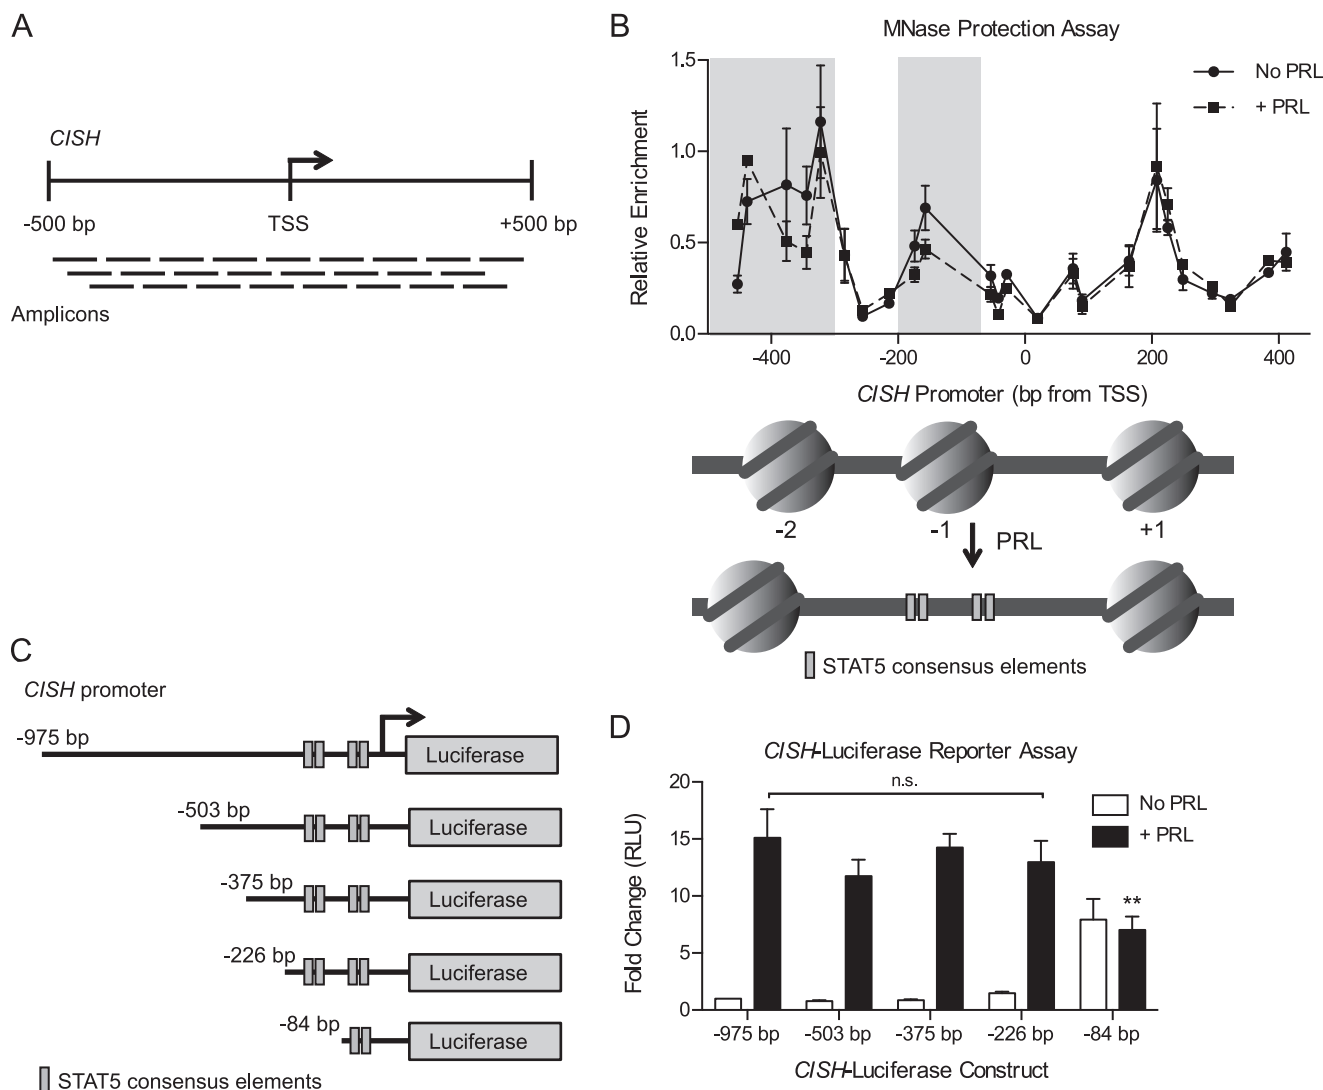 A
CISH
-500 bp
TSS
+500 bp
Amplicons
B
MNase Protection Assay
No PRL
+ PRL
Relative Enrichment
1.5
1.0
0.5
0.0
-400
-200
0
200
400
CISH Promoter (bp from TSS)
-2
-1
+1
PRL
STAT5 consensus elements
C
CISH promoter
-975 bp
Luciferase
-503 bp
Luciferase
-375 bp
Luciferase
-226 bp
Luciferase
-84 bp
Luciferase
STAT5 consensus elements
D
CISH-Luciferase Reporter Assay
n.s.
No PRL
+ PRL
Fold Change (RLU)
20
15
10
5
0
**
-975 bp
-503 bp
-375 bp
-226 bp
-84 bp
CISH-Luciferase Construct